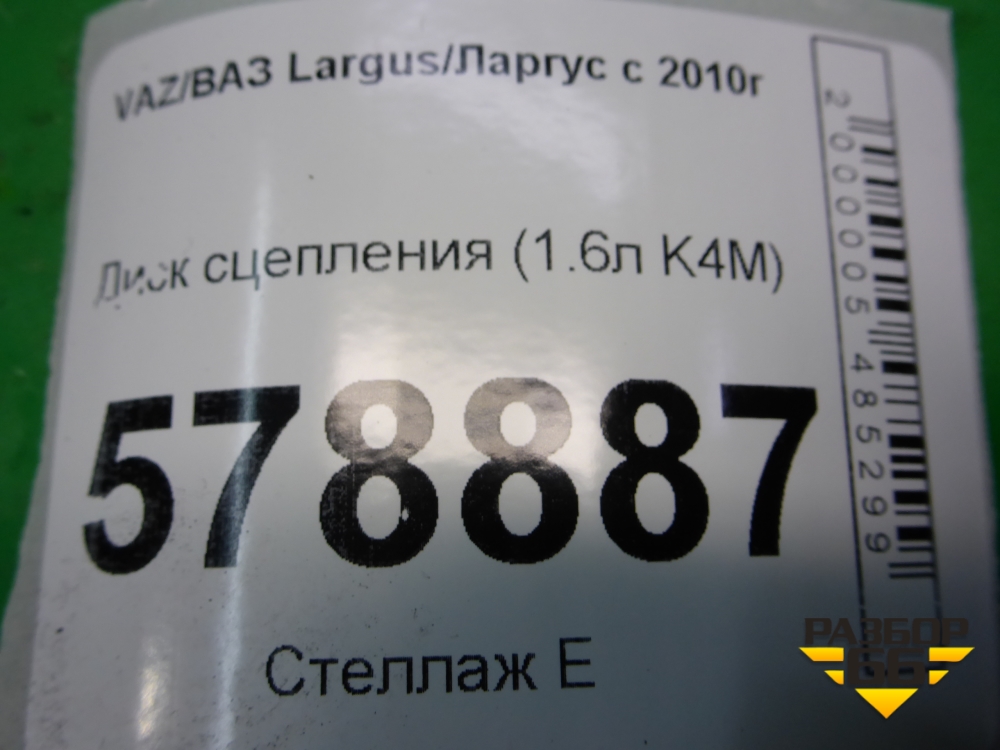 VAZ/ВАЗ Largus/Ларгус с 2010г
Диск сцепления (1.6л K4M)
578887
Стеллаж Е
2000005485299
РАЗБОР
66